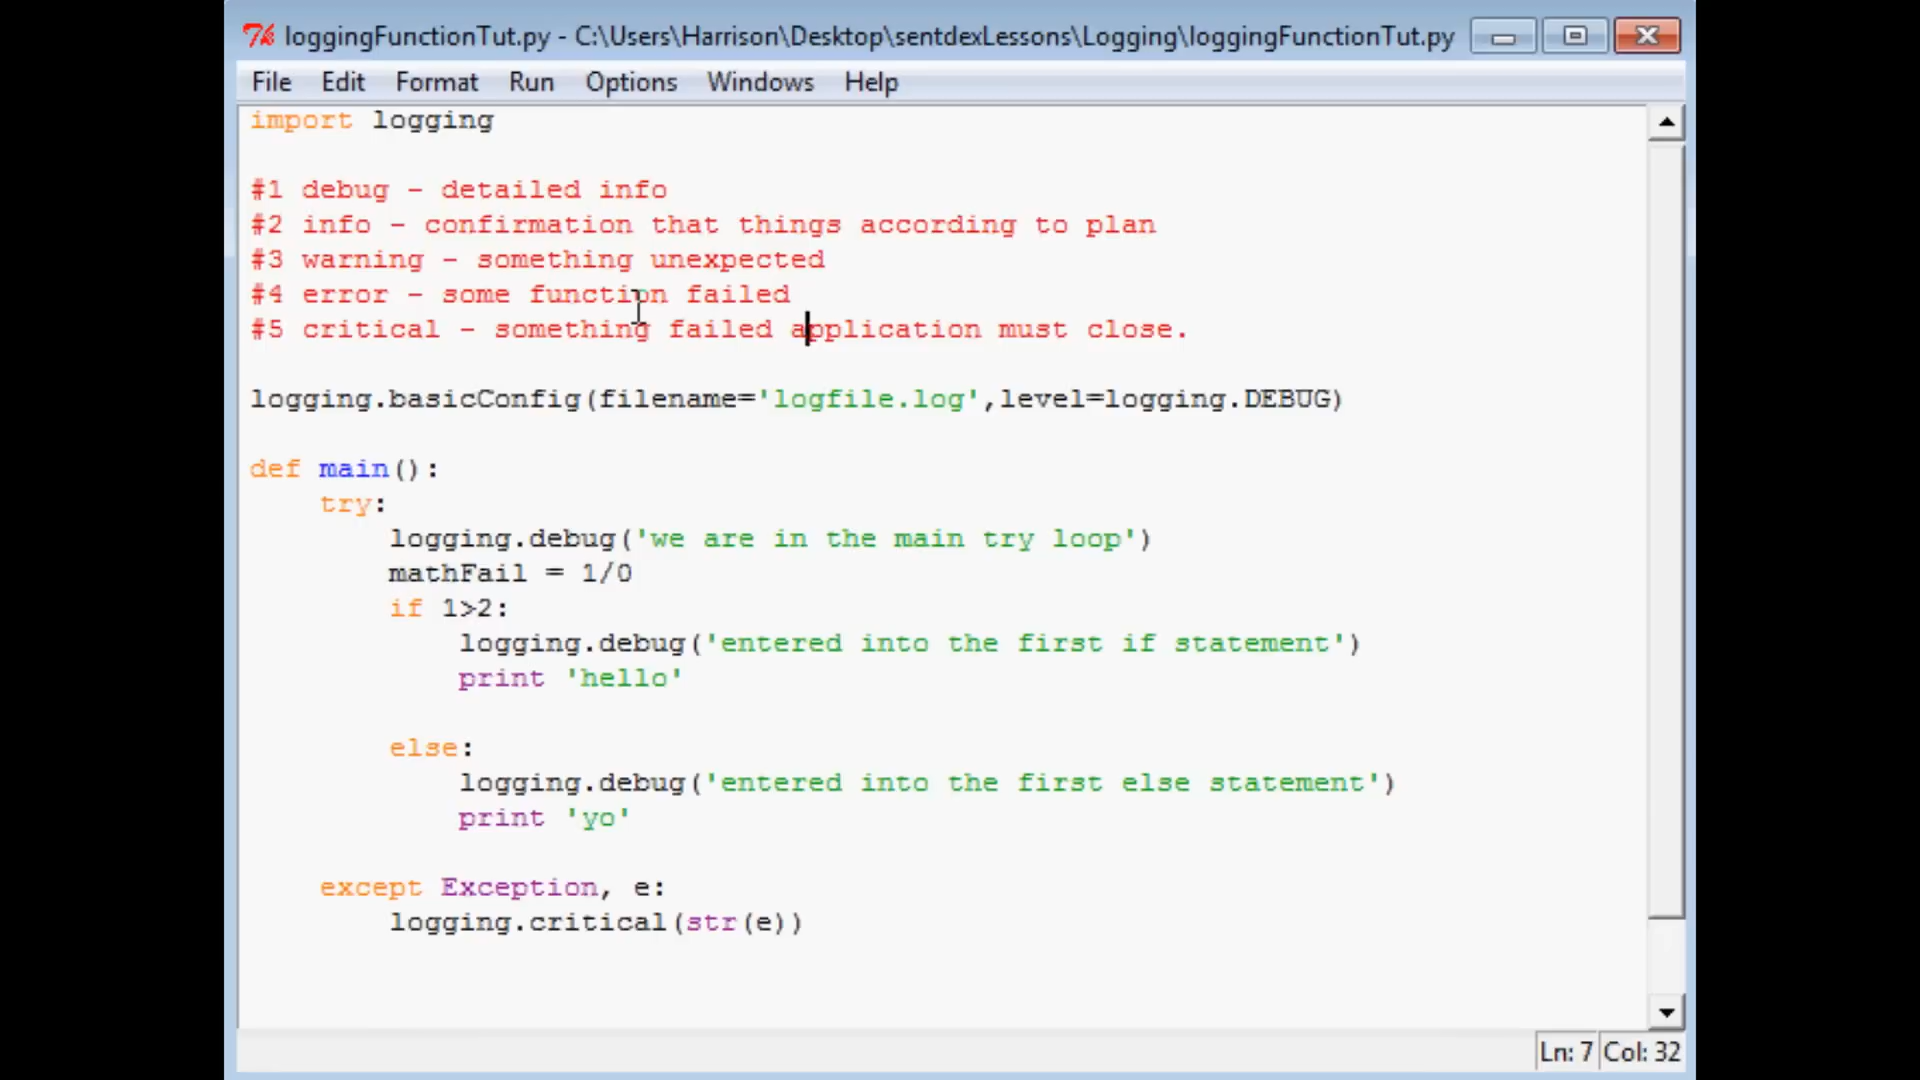 loggingFunctionTut.py - C:\Users\Harrison\Desktop\sentdexLessons\Logging\loggingFunctionTut.py
File Edit Format Run Options Windows Help
import logging
#1 debug - detailed info
#2 info - confirmation that things according to plan
#3 warning - something unexpected
#4 error - some function failed
#5 critical - something failed application must close.
logging.basicConfig(filename='logfile.log',level=logging.DEBUG)
def main():
    try:
        logging.debug('we are in the main try loop')
        mathFail = 1/0
        if 1>2:
            logging.debug('entered into the first if statement')
            print 'hello'
        else:
            logging.debug('entered into the first else statement')
            print 'yo'
    except Exception, e:
        logging.critical(str(e))
Ln: 7 Col: 32